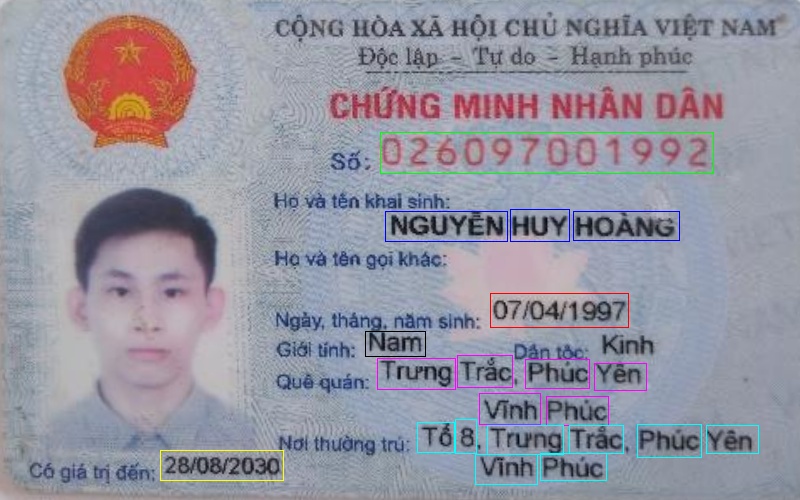 CỘNG HÒA XÃ HỘI CHỦ NGHĨA VIỆT NAM
Độc lập - Tự do - Hạnh phúc
CHỨNG MINH NHÂN DÂN
Số: 026097001992
Họ và tên khai sinh:
NGUYỄN HUY HOÀNG
Họ và tên gọi khác:
Ngày, tháng, năm sinh: 07/04/1997
Giới tính: Nam Dân tộc: Kinh
Quê quán: Trưng Trắc, Phúc Yên
Vĩnh Phúc
Nơi thường trú: Tổ 8, Trưng Trắc, Phúc Yên
Vĩnh Phúc
Có giá trị đến: 28/08/2030